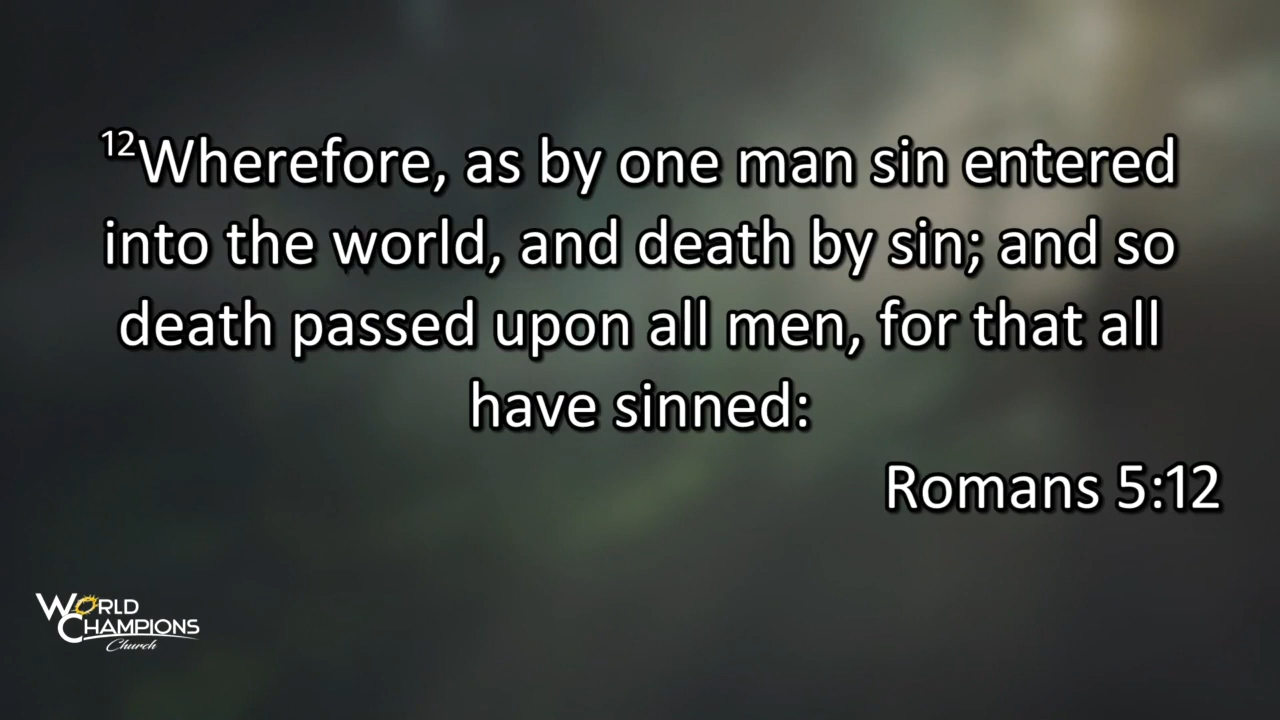 ¹²Wherefore, as by one man sin entered
into the world, and death by sin; and so
death passed upon all men, for that all
have sinned:
Romans 5:12
WORLD
CHAMPIONS
Church